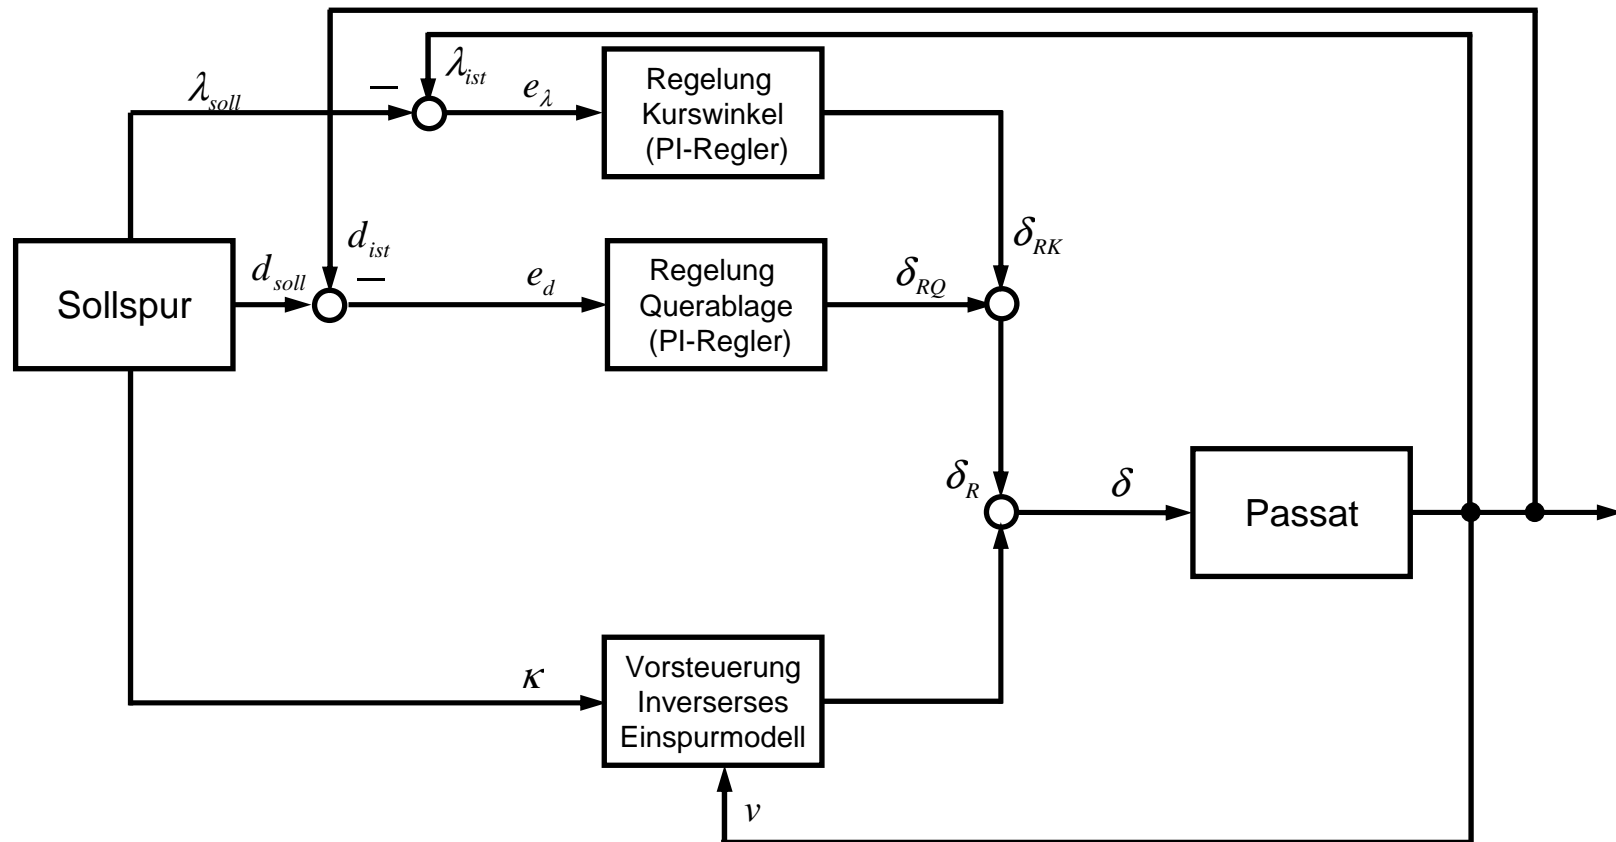 λ_soll
−
λ_ist
e_λ
Regelung
Kurswinkel
(PI-Regler)
Sollspur
d_soll
d_ist
−
e_d
Regelung
Querablage
(PI-Regler)
δ_RQ
δ_RK
δ_R
δ
Passat
κ
Vorsteuerung
Inverserses
Einspurmodell
v